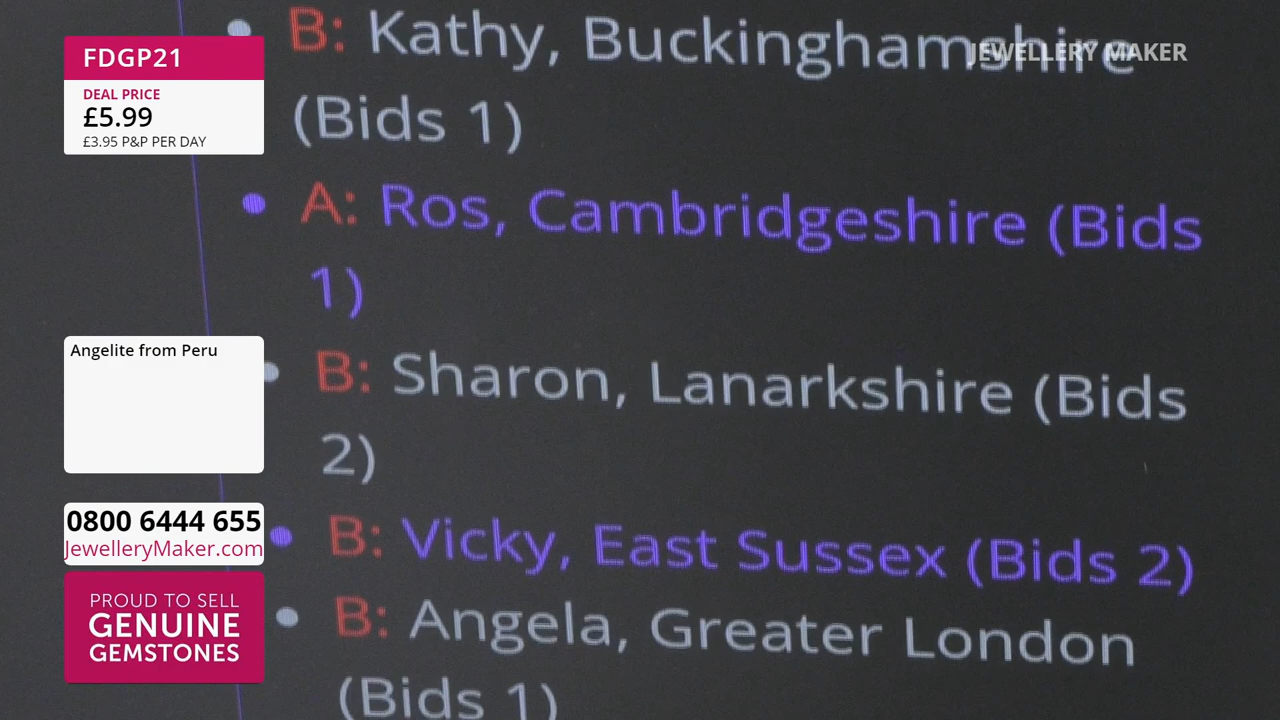 FDGP21
DEAL PRICE
£5.99
£3.95 P&P PER DAY
Angelite from Peru
0800 6444 655
JewelleryMaker.com
PROUD TO SELL
GENUINE
GEMSTONES
JEWELLERY MAKER
B: Kathy, Buckinghamshire
(Bids 1)
A: Ros, Cambridgeshire (Bids
1)
B: Sharon, Lanarkshire (Bids
2)
B: Vicky, East Sussex (Bids 2)
B: Angela, Greater London
(Bids 1)